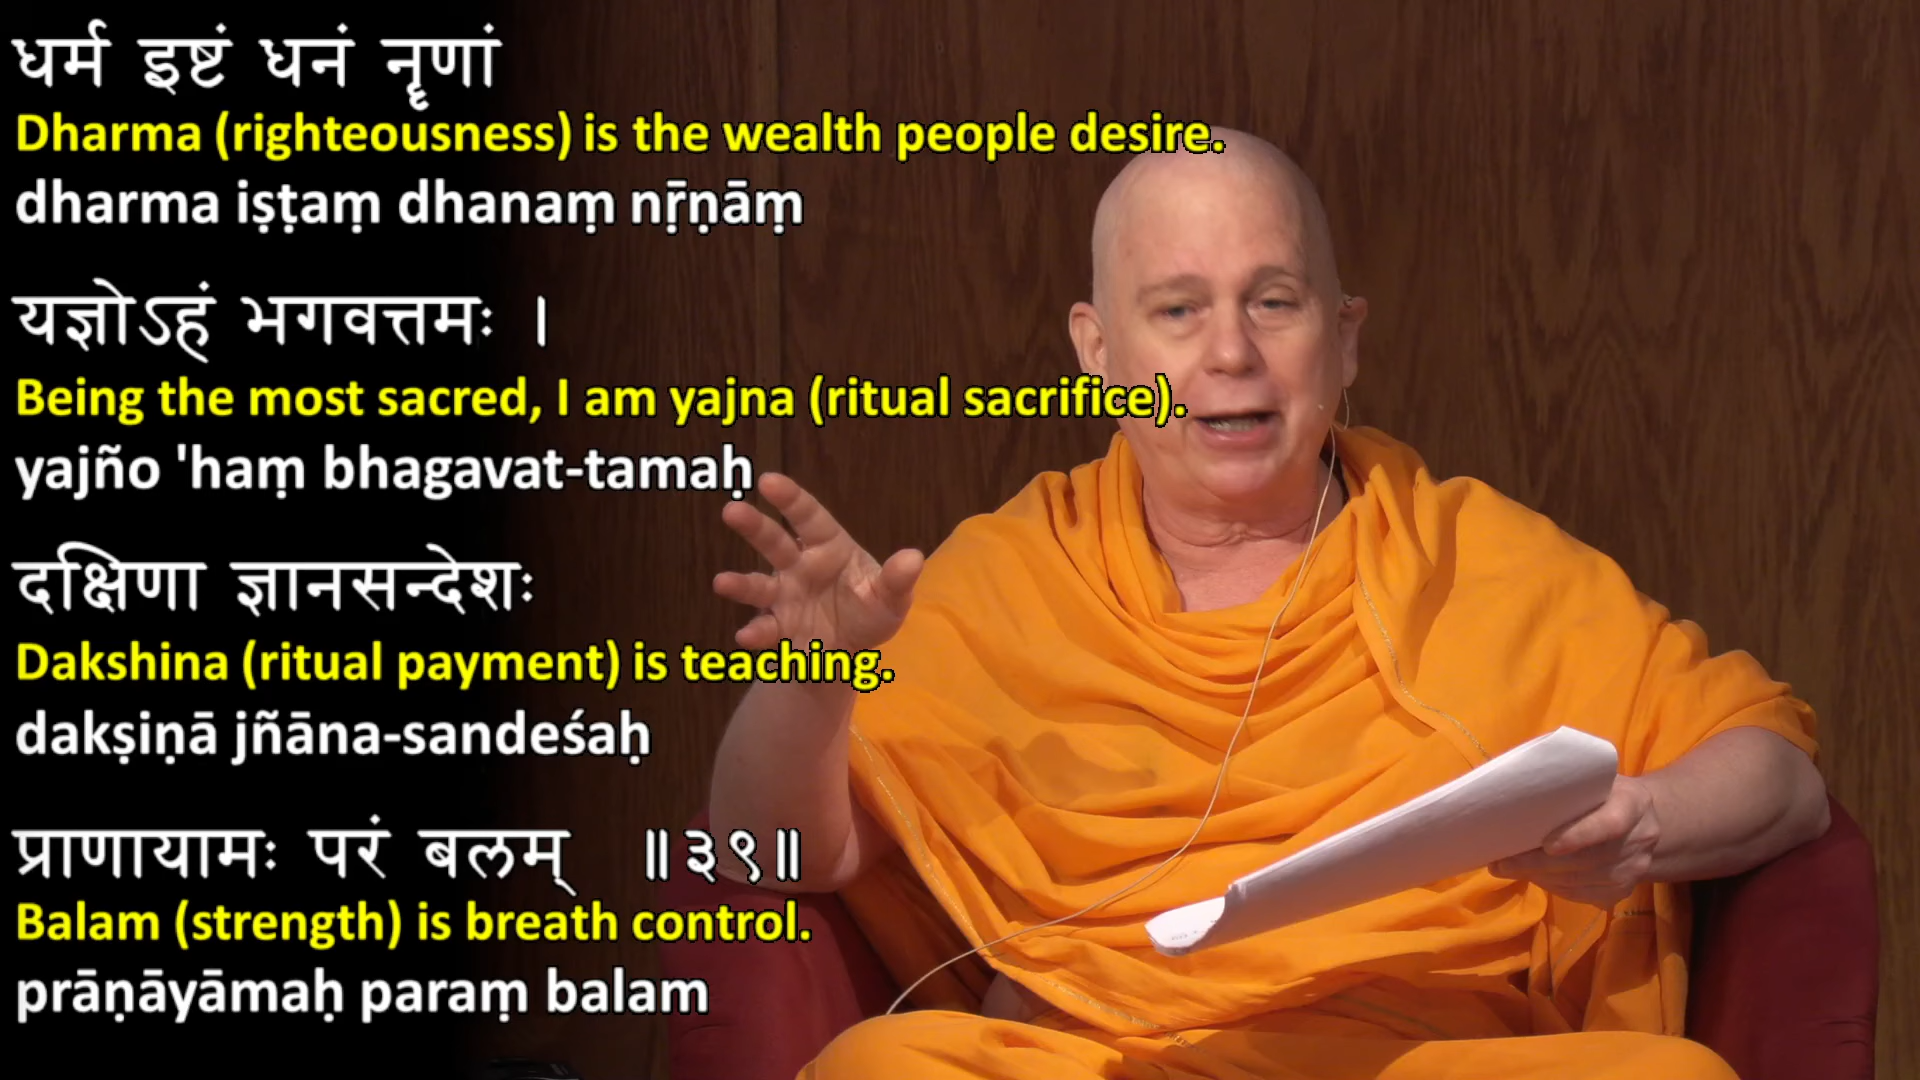 धर्म इष्टं धनं नॄणां
Dharma (righteousness) is the wealth people desire.
dharma iṣṭaṃ dhanaṃ nṝṇāṃ
यज्ञोऽहं भगवत्तमः ।
Being the most sacred, I am yajna (ritual sacrifice).
yajño 'haṃ bhagavat-tamaḥ
दक्षिणा ज्ञानसन्देशः
Dakshina (ritual payment) is teaching.
dakṣiṇā jñāna-sandeśaḥ
प्राणायामः परं बलम् ॥३९॥
Balam (strength) is breath control.
prāṇāyāmaḥ paraṃ balam